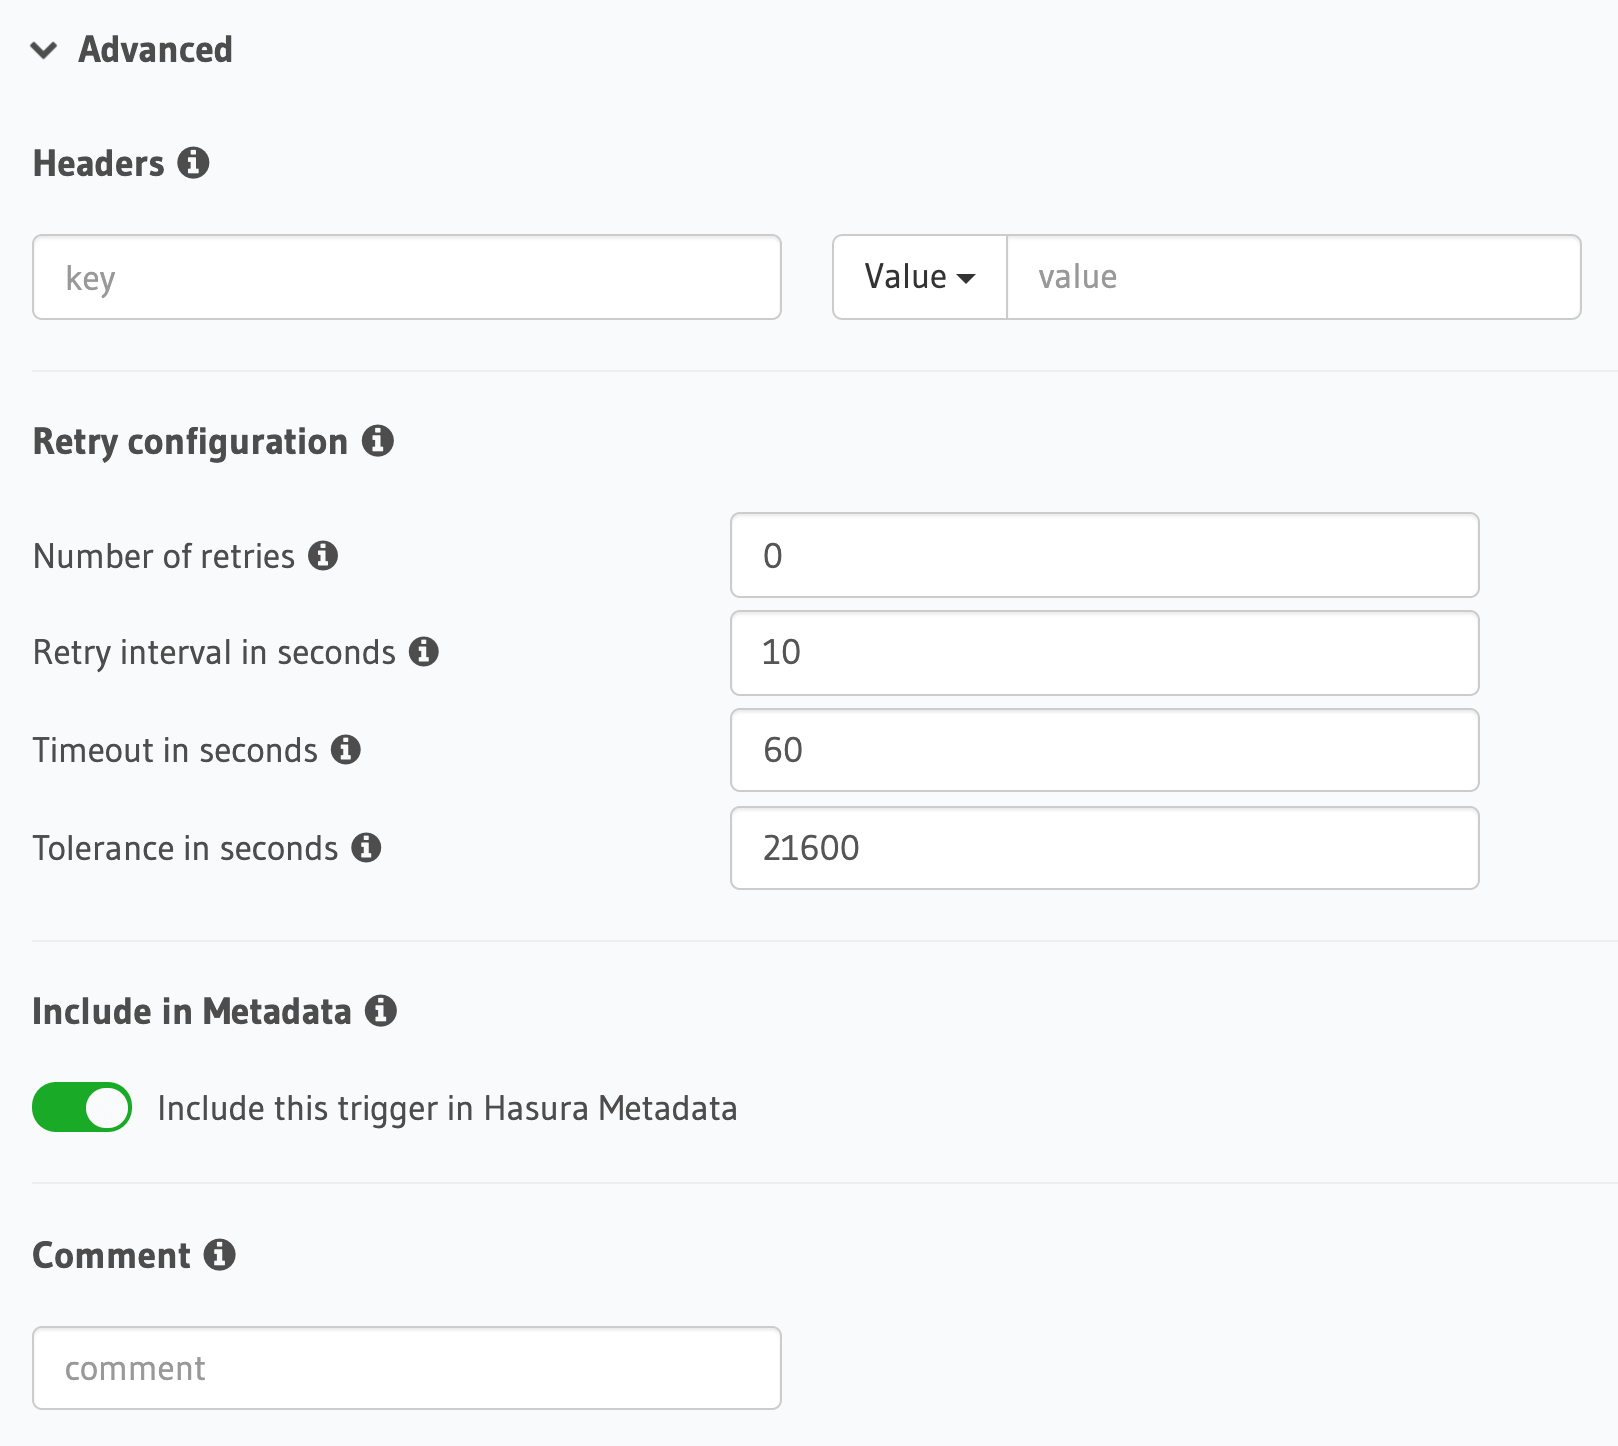 Advanced
Headers
key
Value value
Retry configuration
Number of retries 0
Retry interval in seconds 10
Timeout in seconds 60
Tolerance in seconds 21600
Include in Metadata
Include this trigger in Hasura Metadata
Comment
comment